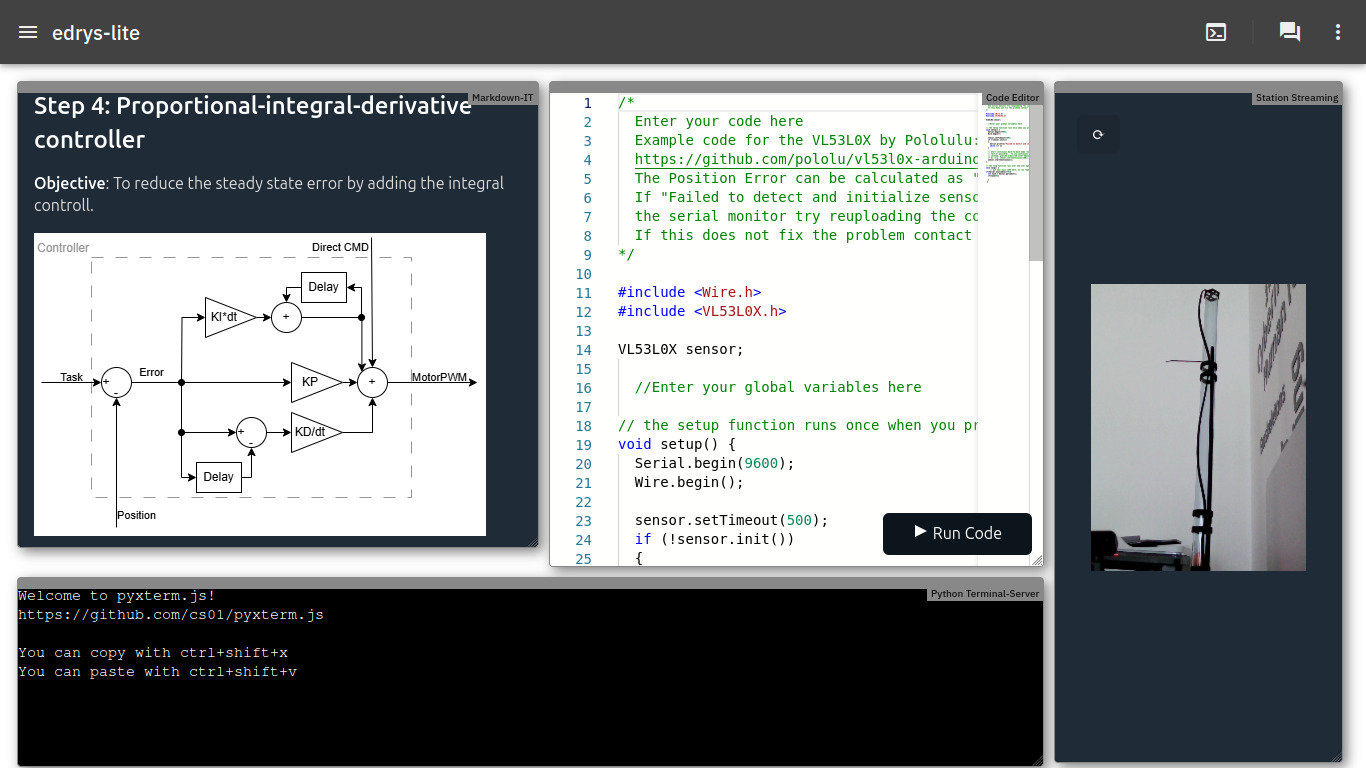 edrys-lite
Markdown-IT
Step 4: Proportional-integral-derivative
controller
Objective: To reduce the steady state error by adding the integral
controll.
Controller
Direct CMD
Delay
KI*dt
+
Task
+
-
Error
KP
+
MotorPWM
+
-
KD/dt
Delay
Position
Code Editor
1 /*
2 Enter your code here
3 Example code for the VL53L0X by Pololulu:
4 https://github.com/pololu/vl53l0x-arduino
5 The Position Error can be calculated as "
6 If "Failed to detect and initialize senso
7 the serial monitor try reuploading the co
8 If this does not fix the problem contact
9 */
10
11 #include <Wire.h>
12 #include <VL53L0X.h>
13
14 VL53L0X sensor;
15
16 //Enter your global variables here
17
18 // the setup function runs once when you pr
19 void setup() {
20 Serial.begin(9600);
21 Wire.begin();
22
23 sensor.setTimeout(500);
24 if (!sensor.init())
25 {
Run Code
Station Streaming
Python Terminal-Server
Welcome to pyxterm.js!
https://github.com/cs01/pyxterm.js
You can copy with ctrl+shift+x
You can paste with ctrl+shift+v